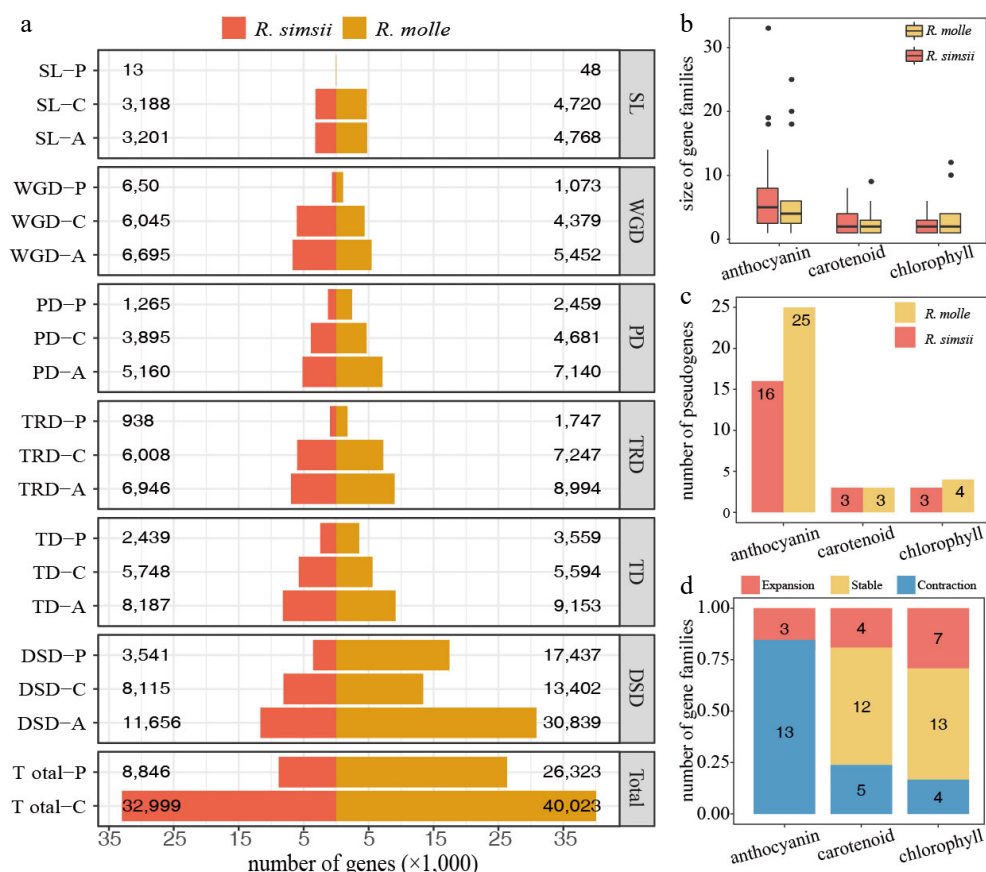 a
R. simsii R. molle
SL-P 13 48
SL-C 3,188 4,720
SL-A 3,201 4,768
SL
WGD-P 6,50 1,073
WGD-C 6,045 4,379
WGD-A 6,695 5,452
WGD
PD-P 1,265 2,459
PD-C 3,895 4,681
PD-A 5,160 7,140
PD
TRD-P 938 1,747
TRD-C 6,008 7,247
TRD-A 6,946 8,994
TRD
TD-P 2,439 3,559
TD-C 5,748 5,594
TD-A 8,187 9,153
TD
DSD-P 3,541 17,437
DSD-C 8,115 13,402
DSD-A 11,656 30,839
DSD
T otal-P 8,846 26,323
T otal-C 32,999 40,023
Total
35 25 15 5 5 15 25 35
number of genes (×1,000)
b
R. molle
R. simsii
30
20
10
0
size of gene families
anthocyanin carotenoid chlorophyll
c
R. molle
R. simsii
25
20
15
10
5
0
number of pseudogenes
16 25 3 3 3 4
anthocyanin carotenoid chlorophyll
d
Expansion Stable Contraction
1.00
0.75
0.50
0.25
0.00
number of gene families
3 4 7
12 13
13 5 4
anthocyanin carotenoid chlorophyll